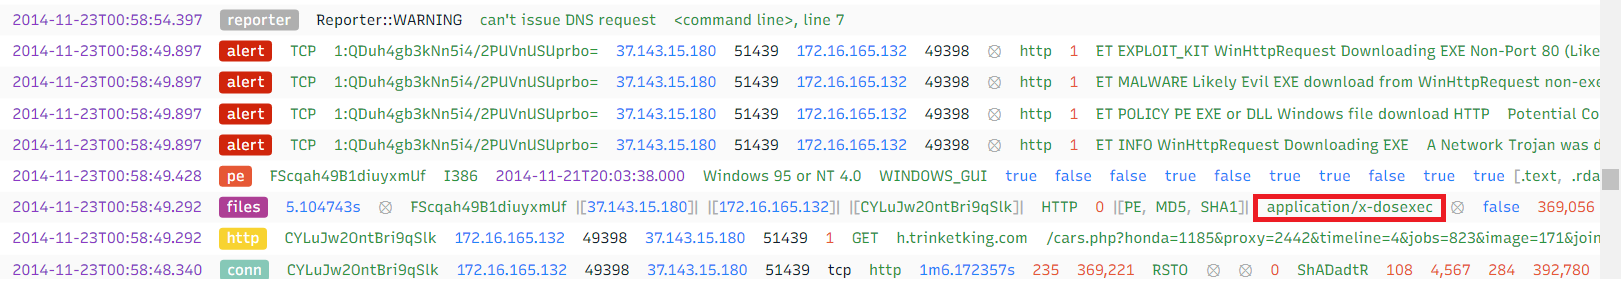 2014-11-23T00:58:54.397 reporter Reporter::WARNING can't issue DNS request <command line>, line 7
2014-11-23T00:58:49.897 alert TCP 1:QDuh4gb3kNn5i4/2PUVnUSUprbo= 37.143.15.180 51439 172.16.165.132 49398 ⊗ http 1 ET EXPLOIT_KIT WinHttpRequest Downloading EXE Non-Port 80 (Like
2014-11-23T00:58:49.897 alert TCP 1:QDuh4gb3kNn5i4/2PUVnUSUprbo= 37.143.15.180 51439 172.16.165.132 49398 ⊗ http 1 ET MALWARE Likely Evil EXE download from WinHttpRequest non-exe
2014-11-23T00:58:49.897 alert TCP 1:QDuh4gb3kNn5i4/2PUVnUSUprbo= 37.143.15.180 51439 172.16.165.132 49398 ⊗ http 1 ET POLICY PE EXE or DLL Windows file download HTTP Potential Co
2014-11-23T00:58:49.897 alert TCP 1:QDuh4gb3kNn5i4/2PUVnUSUprbo= 37.143.15.180 51439 172.16.165.132 49398 ⊗ http 1 ET INFO WinHttpRequest Downloading EXE A Network Trojan was d
2014-11-23T00:58:49.428 pe FScqah49B1diuyxmUf I386 2014-11-21T20:03:38.000 Windows 95 or NT 4.0 WINDOWS_GUI true false false true false true true false true true [.text, .rda
2014-11-23T00:58:49.292 files 5.104743s ⊗ FScqah49B1diuyxmUf |[37.143.15.180]| |[172.16.165.132]| |[CYLuJw2OntBri9qSlk]| HTTP 0 |[PE, MD5, SHA1]| application/x-dosexec ⊗ false 369,056
2014-11-23T00:58:49.292 http CYLuJw2OntBri9qSlk 172.16.165.132 49398 37.143.15.180 51439 1 GET h.trinketking.com /cars.php?honda=1185&proxy=2442&timeline=4&jobs=823&image=171&join
2014-11-23T00:58:48.340 conn CYLuJw2OntBri9qSlk 172.16.165.132 49398 37.143.15.180 51439 tcp http 1m6.172357s 235 369,221 RSTO ⊗ ⊗ 0 ShADadtR 108 4,567 284 392,780